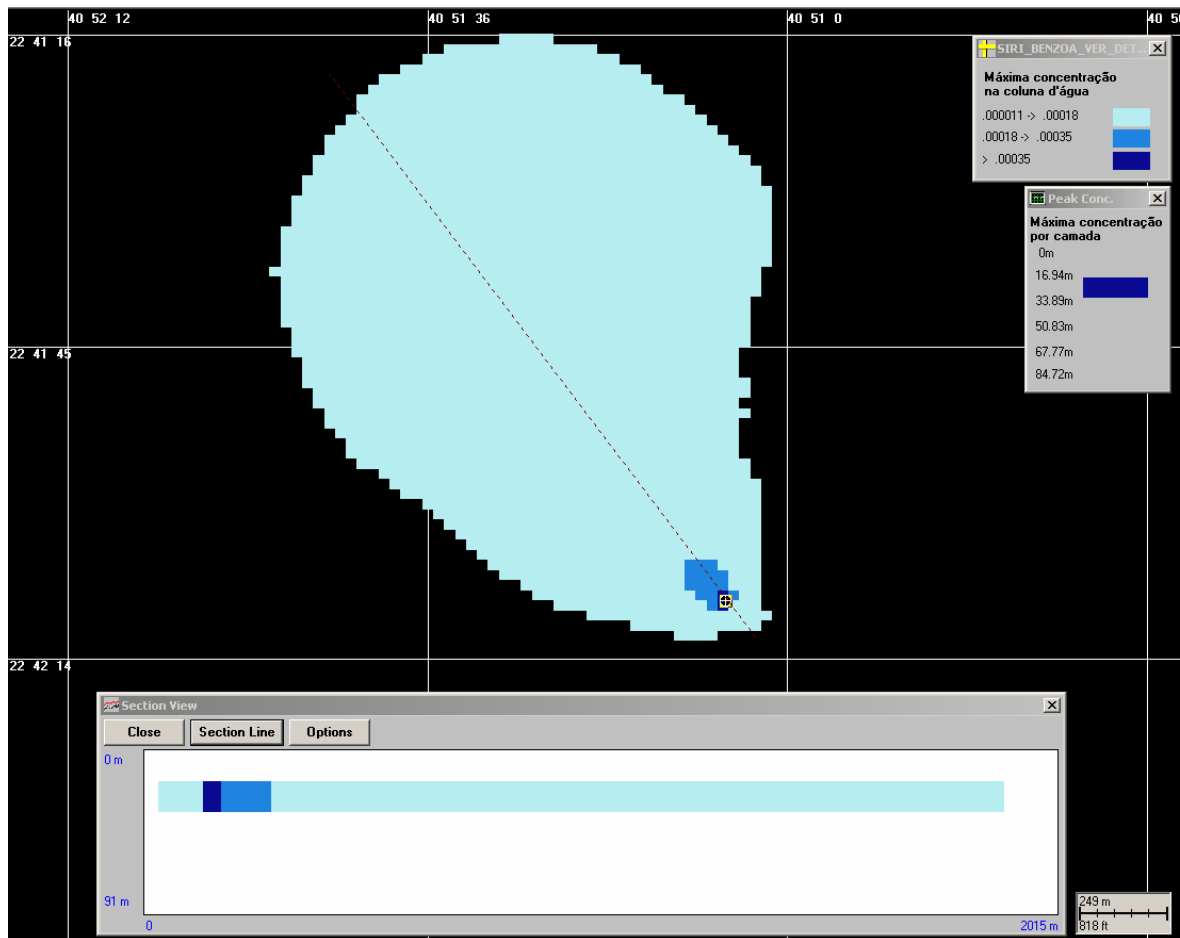 40 52 12
40 51 36
40 51 0
22 41 16
SIRI_BENZOA_VER_DET...
Máxima concentração
na coluna d'água
.000011 -> .00018
.00018 -> .00035
> .00035
Peak Conc.
Máxima concentração
por camada
0m
16.94m
33.89m
50.83m
67.77m
84.72m
22 41 45
22 42 14
Section View
Close
Section Line
Options
0 m
91 m
0
2015 m
249 m
818 ft